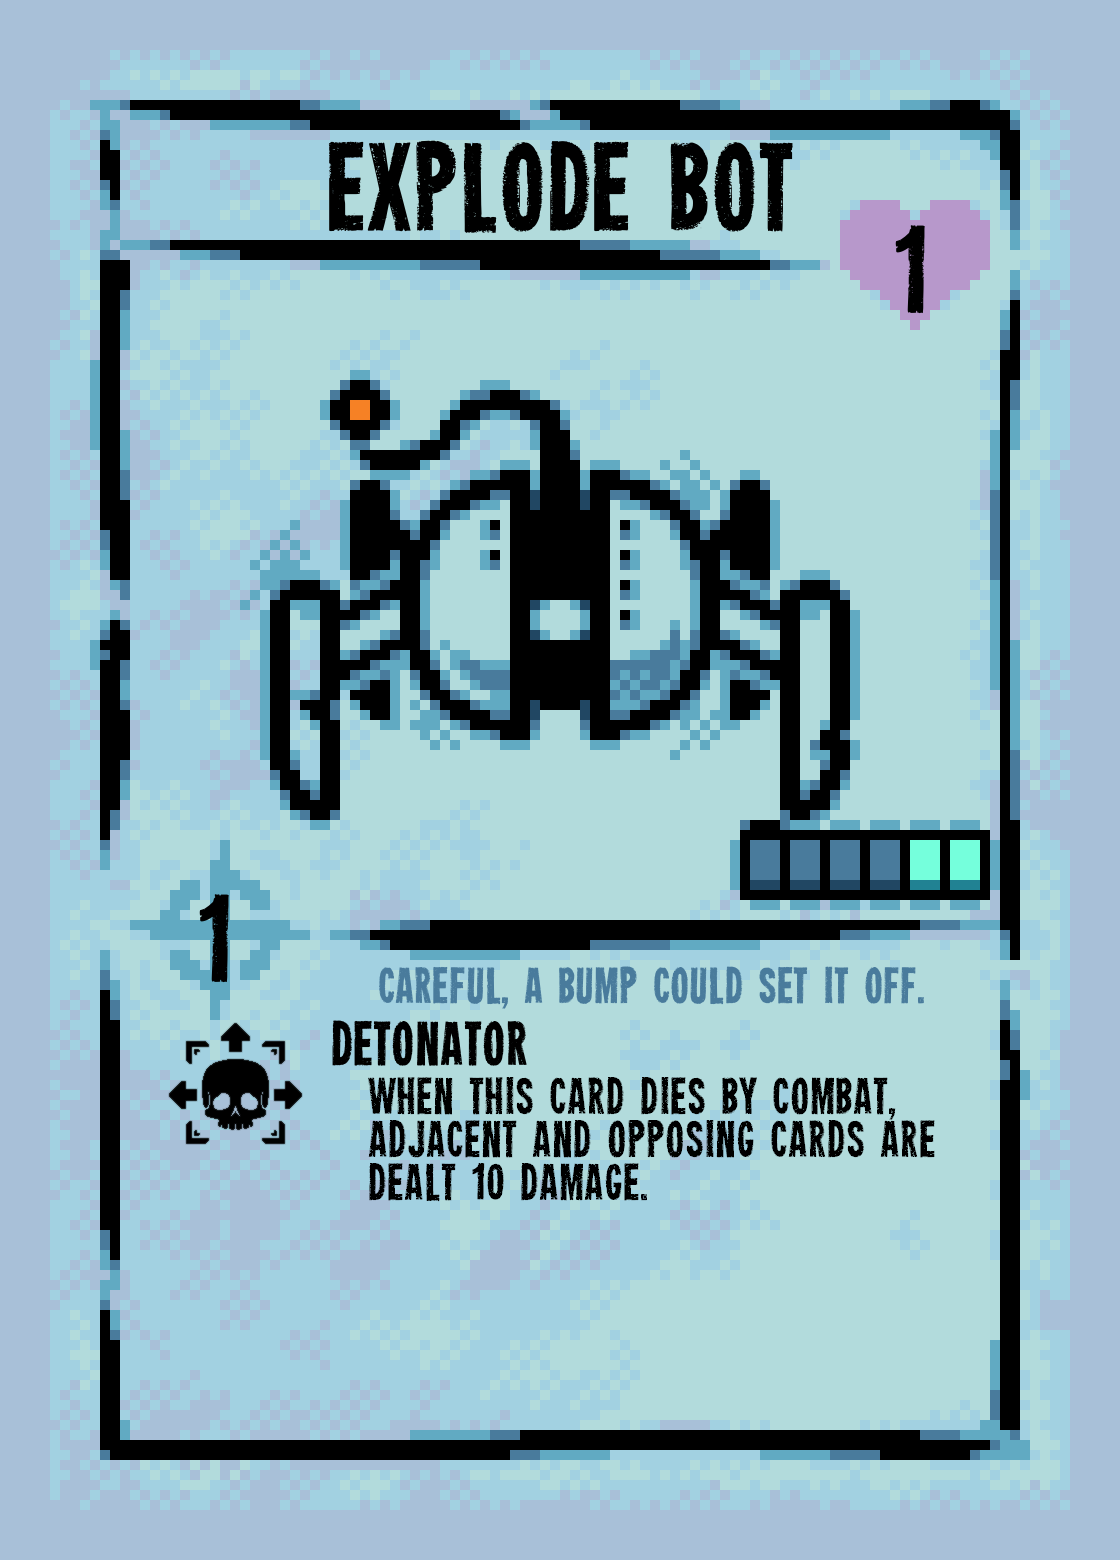 EXPLODE BOT
1
1
CAREFUL, A BUMP COULD SET IT OFF.
DETONATOR
WHEN THIS CARD DIES BY COMBAT,
ADJACENT AND OPPOSING CARDS ARE
DEALT 10 DAMAGE.